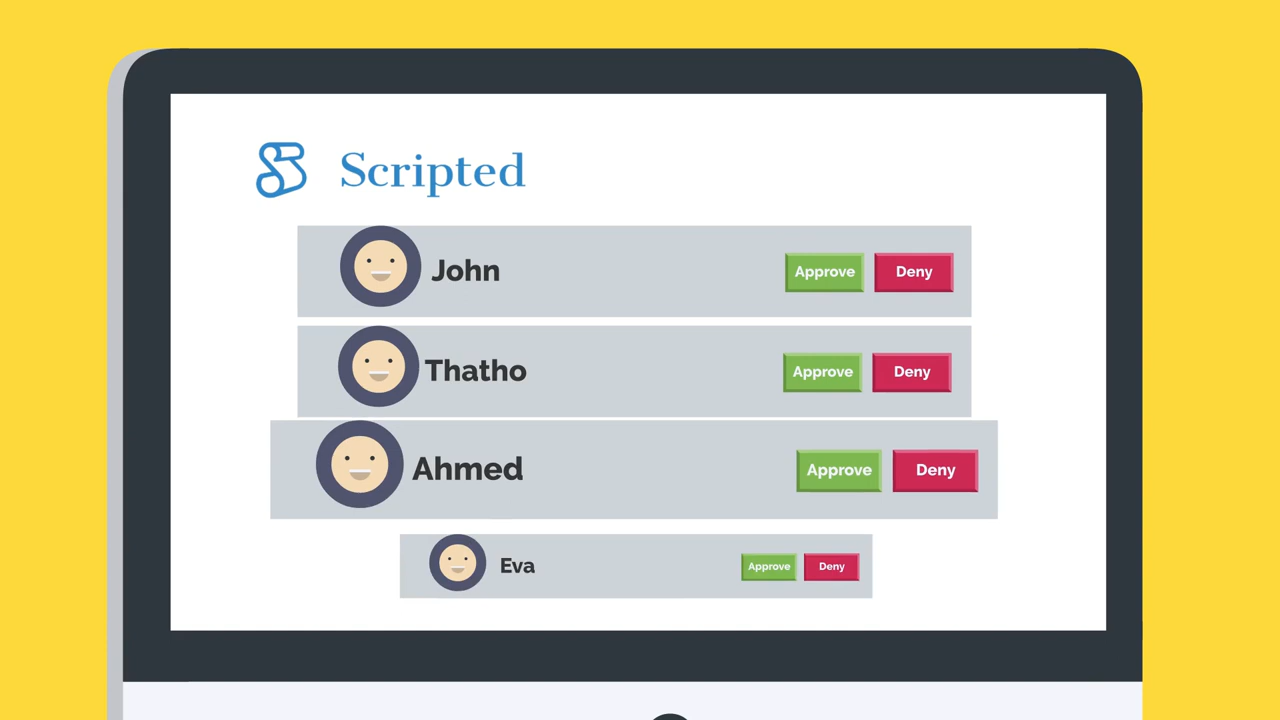 Scripted
John Approve Deny
Thatho Approve Deny
Ahmed Approve Deny
Eva Approve Deny